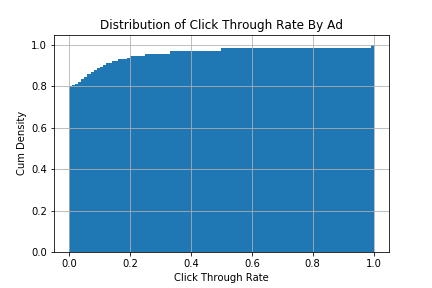 Distribution of Click Through Rate By Ad
1.0
0.8
0.6
0.4
0.2
0.0
Cum Density
0.0 0.2 0.4 0.6 0.8 1.0
Click Through Rate